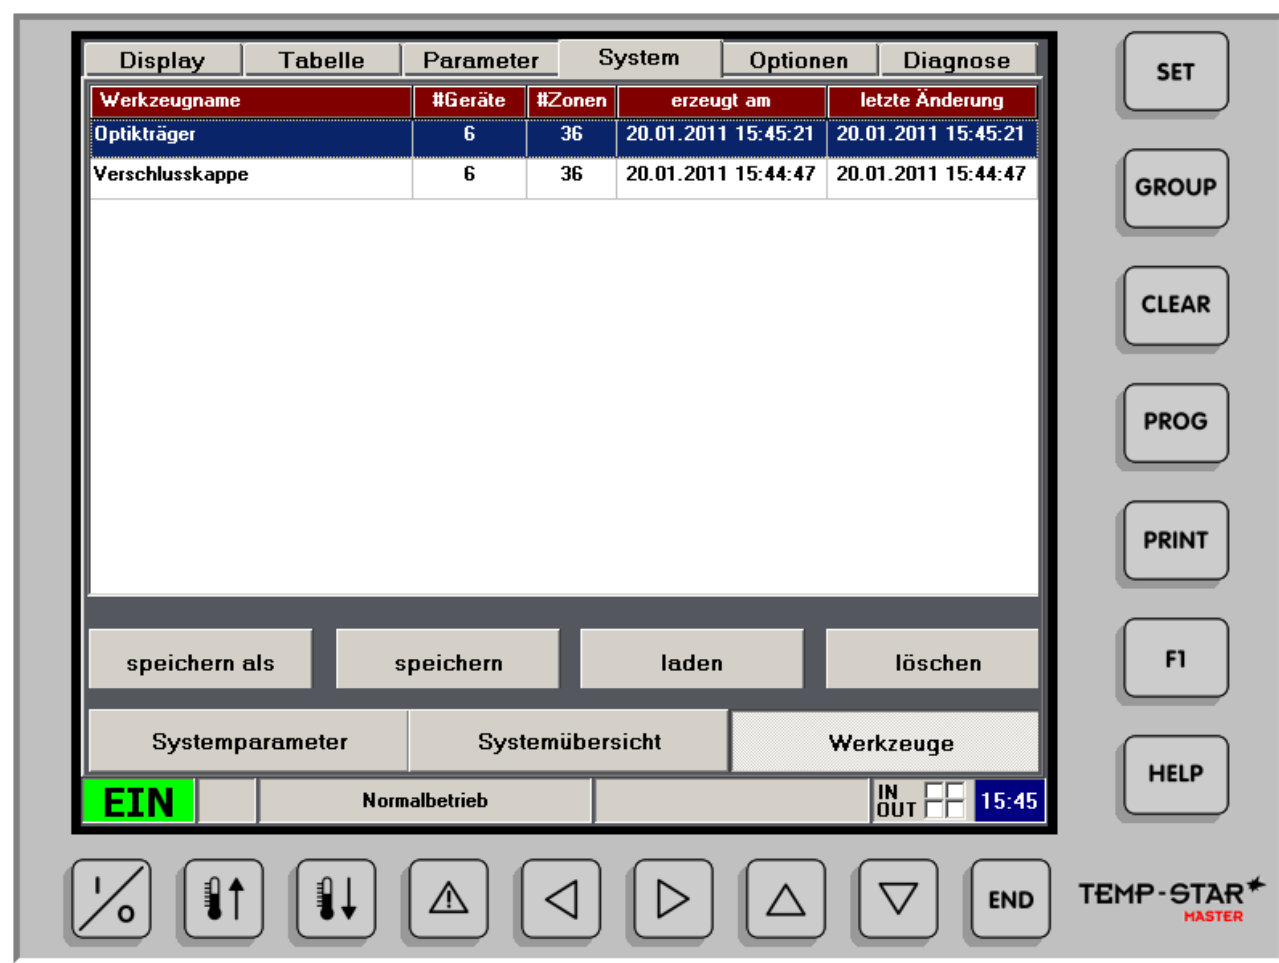 Display Tabelle Parameter System Optionen Diagnose
SET
Werkzeugname #Geräte #Zonen erzeugt am letzte Änderung
Optikträger 6 36 20.01.2011 15:45:21 20.01.2011 15:45:21
Verschlusskappe 6 36 20.01.2011 15:44:47 20.01.2011 15:44:47
GROUP
CLEAR
PROG
PRINT
F1
speichern als speichern laden löschen
Systemparameter Systemübersicht Werkzeuge
HELP
EIN Normalbetrieb IN OUT 15:45
I/O END TEMP-STAR
MASTER